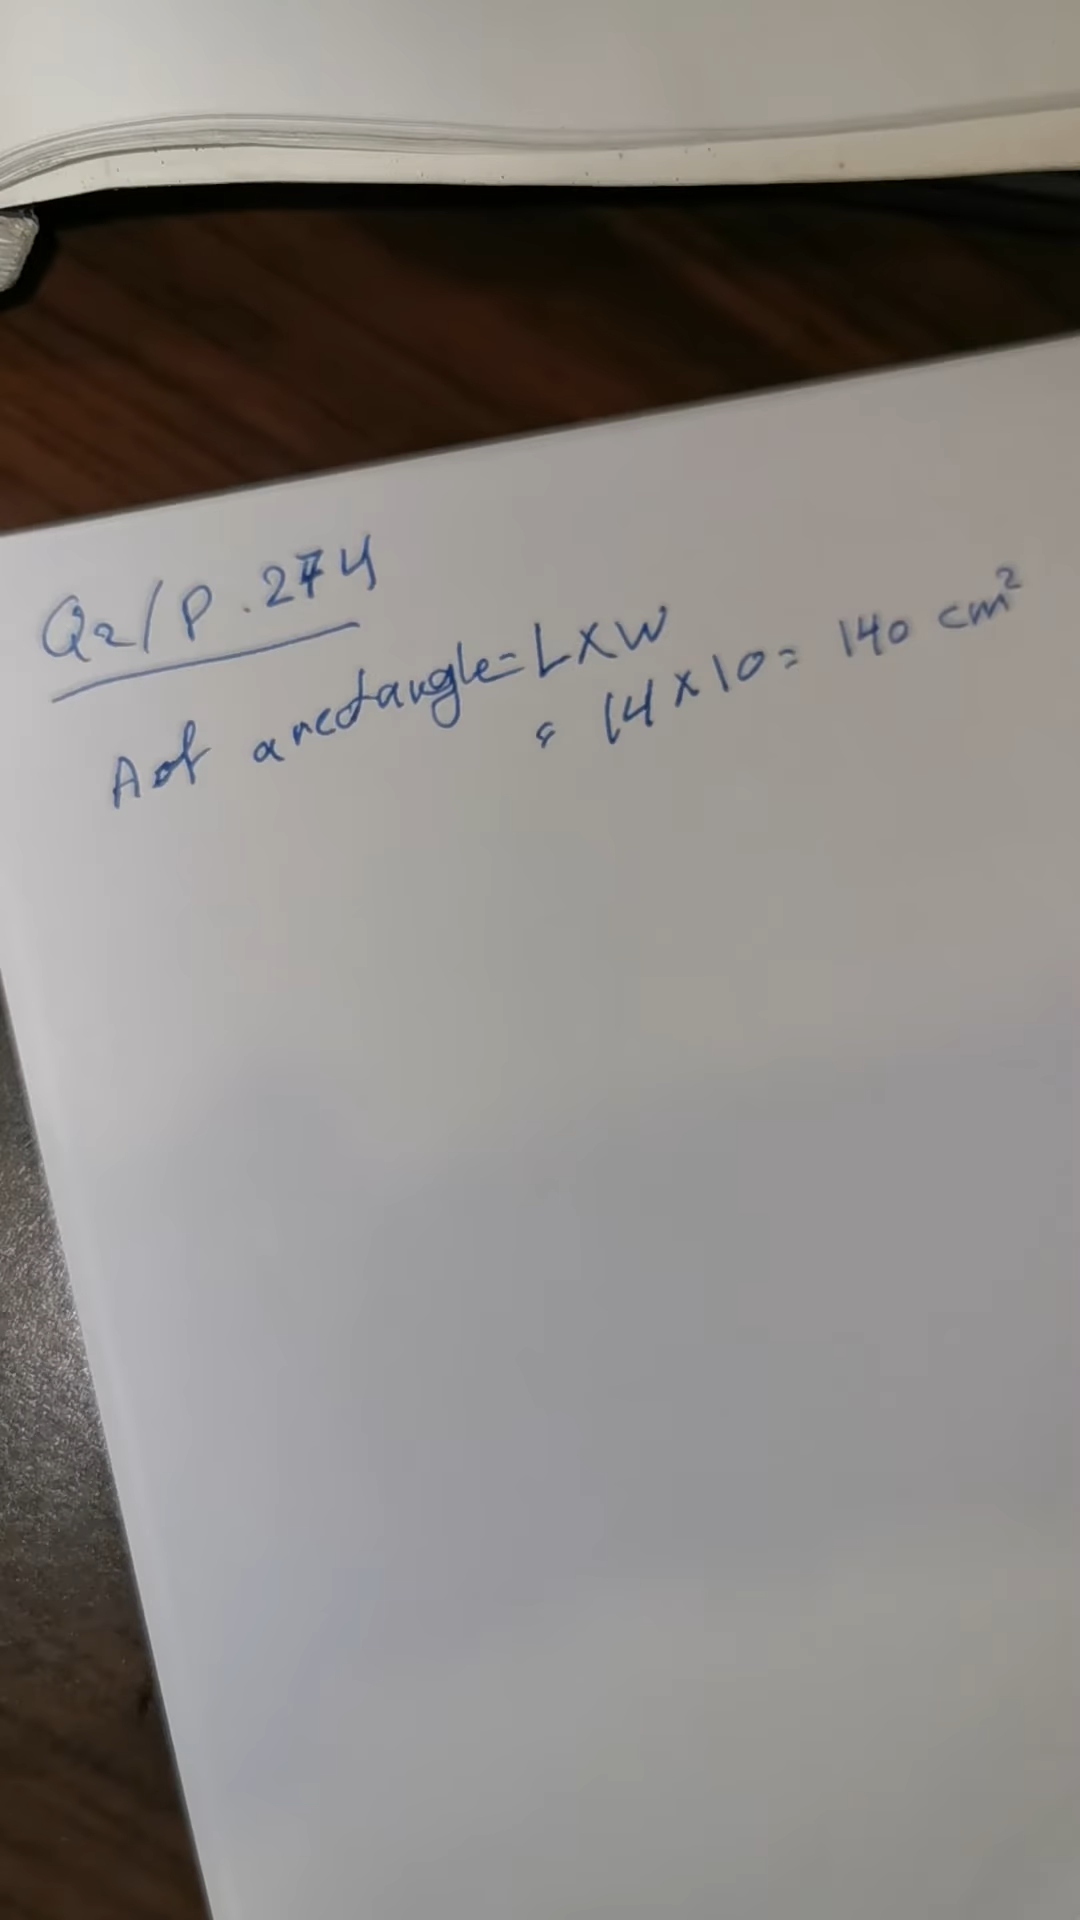 Q2/P.274
A of a rectangle = L X W
= 14 X 10 = 140 cm²